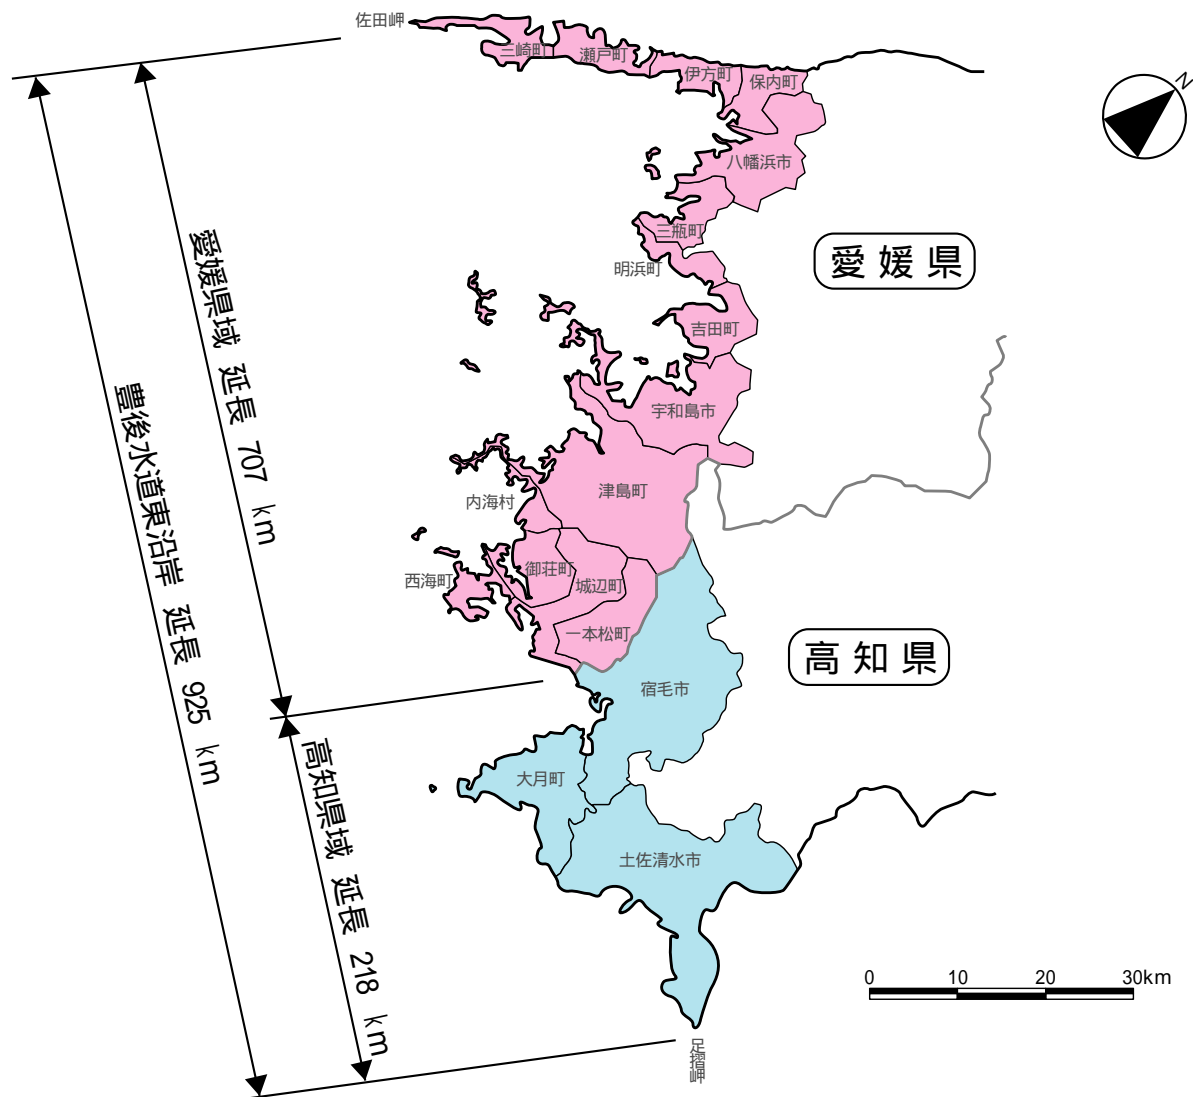 佐田岬
三崎町
瀬戸町
伊方町
保内町
N
八幡浜市
三瓶町
明浜町
愛媛県
吉田町
宇和島市
津島町
内海村
御荘町
城辺町
西海町
一本松町
高知県
宿毛市
大月町
土佐清水市
足摺岬
愛媛県域 延長 707 km
豊後水道東沿岸 延長 925 km
高知県域 延長 218 km
0 10 20 30km